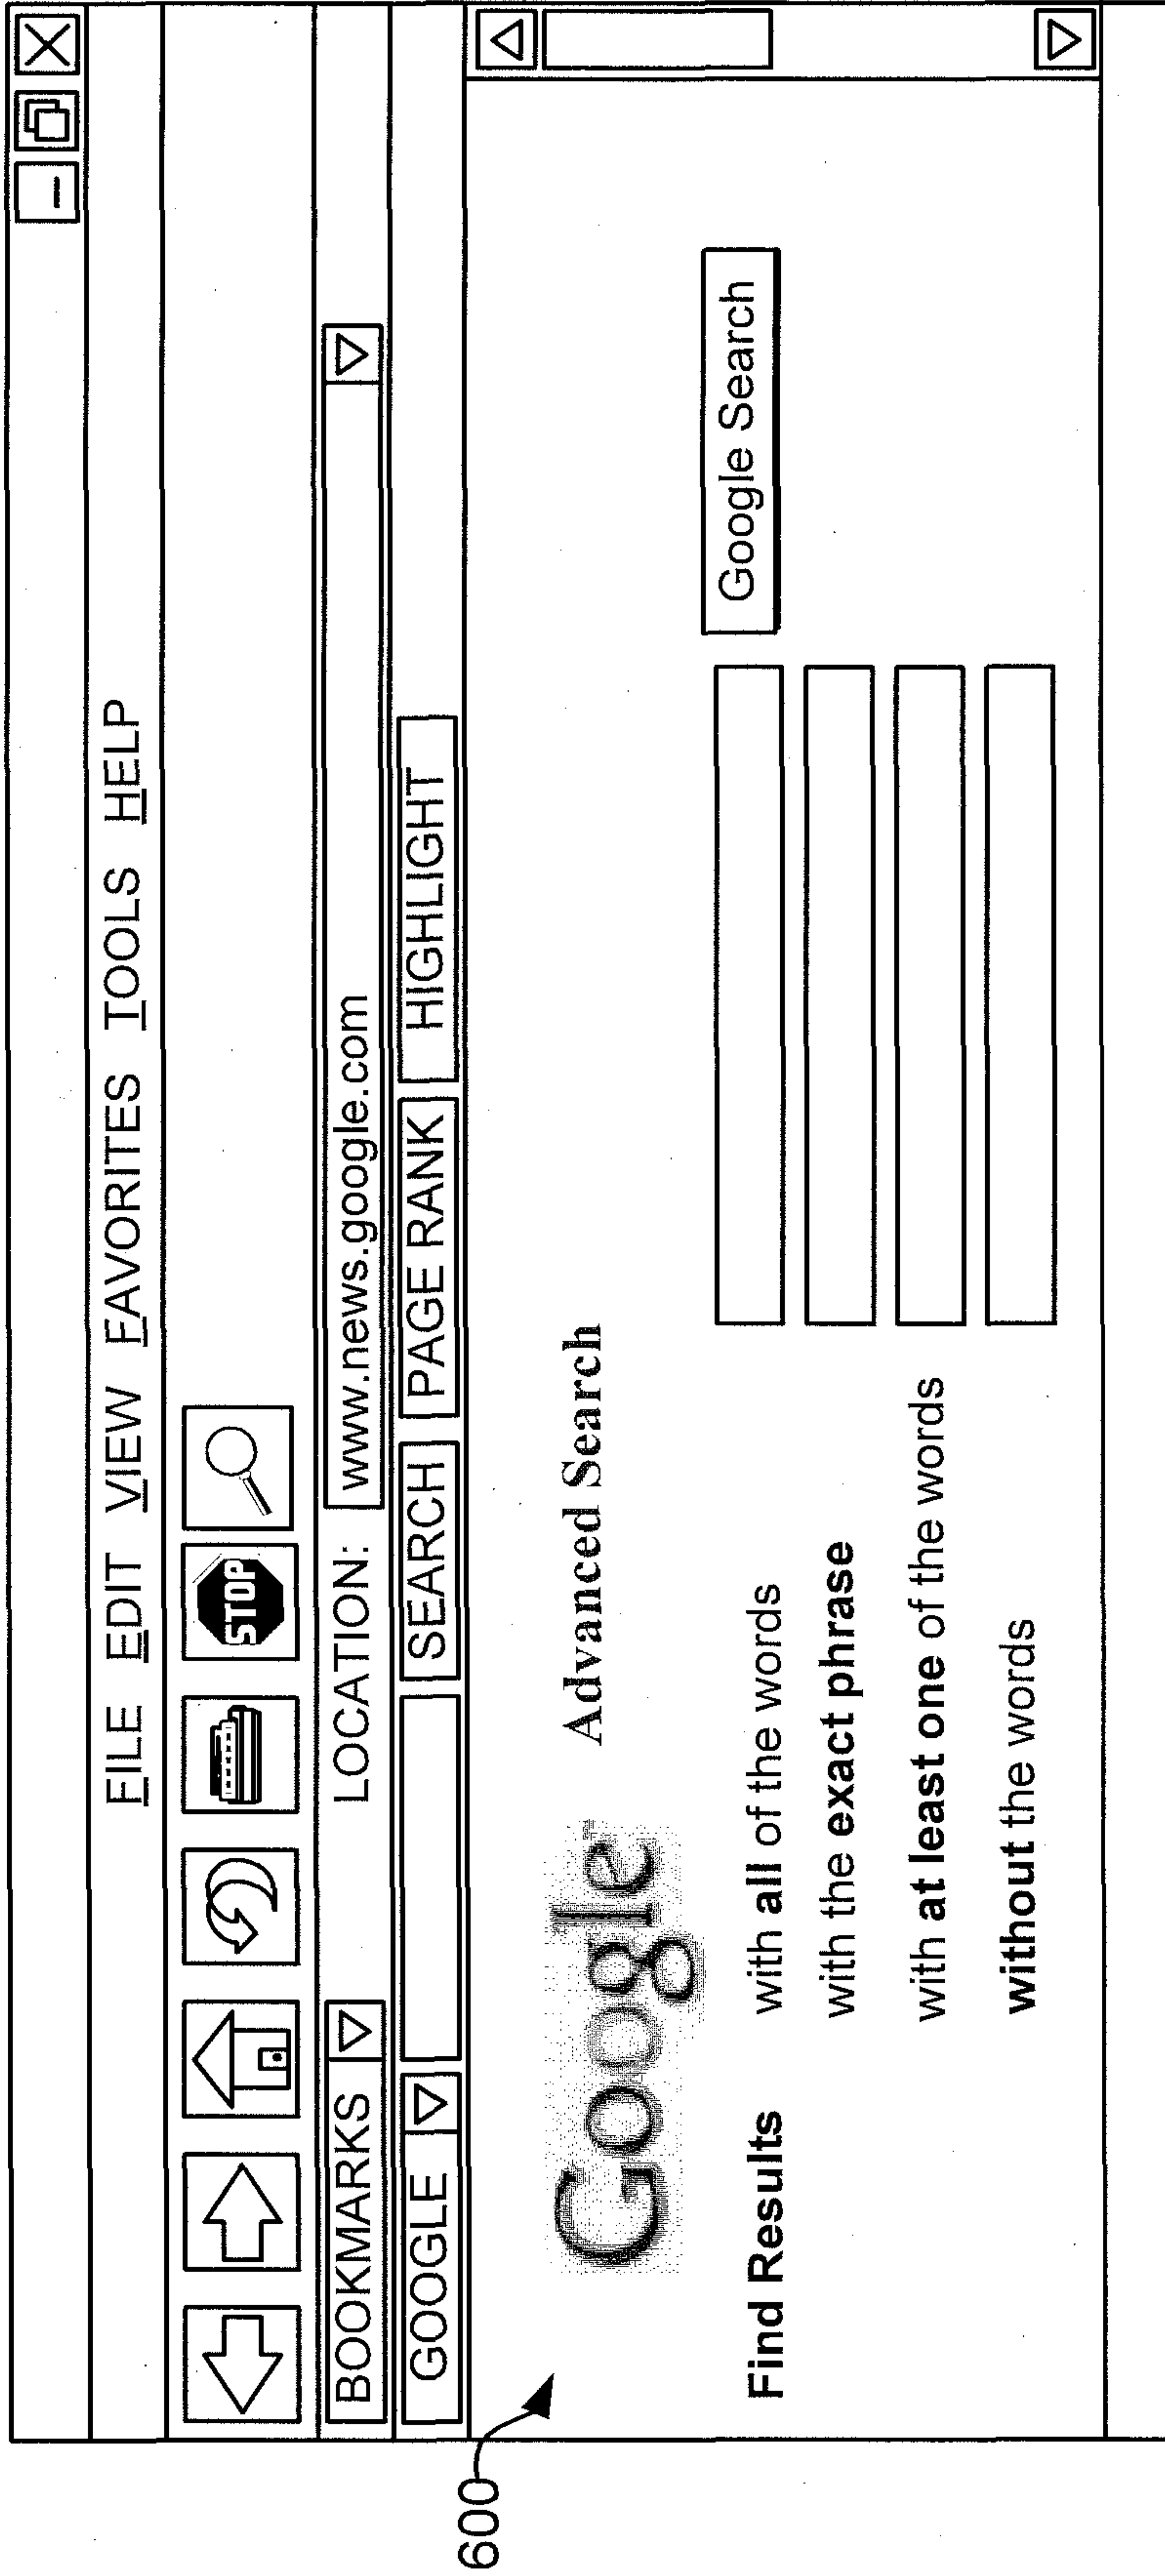 FILE EDIT VIEW FAVORITES TOOLS HELP
STOP
BOOKMARKS LOCATION: www.news.google.com
GOOGLE SEARCH PAGE RANK HIGHLIGHT
600
Google Advanced Search
Find Results with all of the words Google Search
with the exact phrase
with at least one of the words
without the words